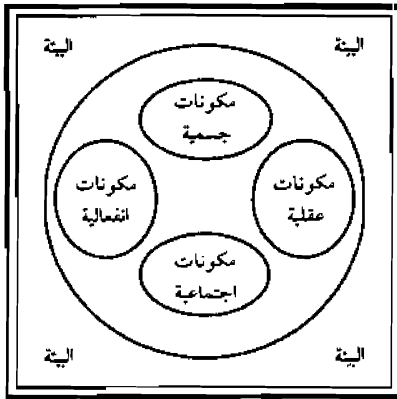 البيئة
البيئة
مكونات
جسمية
مكونات
عقلية
مكونات
انفعالية
مكونات
اجتماعية
البيئة
البيئة